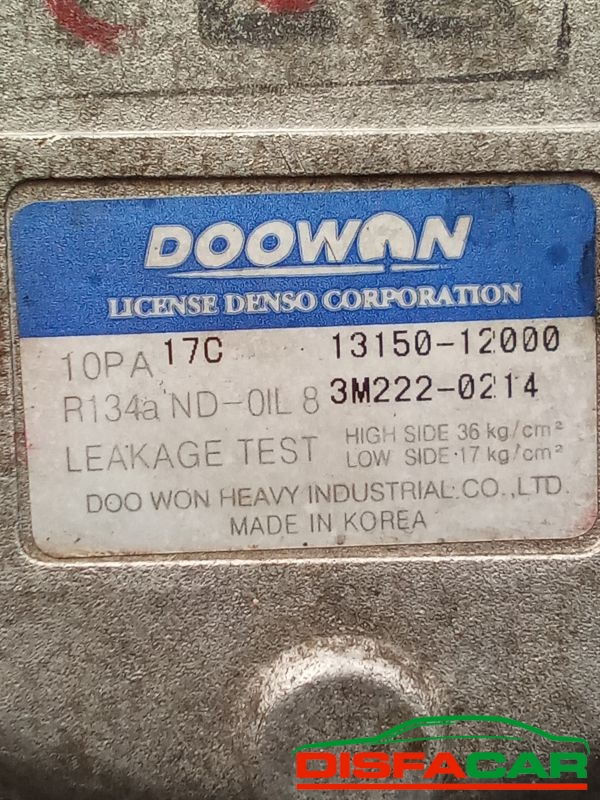 DOOWON
LICENSE DENSO CORPORATION
10PA 17C 13150-12000
R134a ND-OIL 8 3M222-0214
LEAKAGE TEST HIGH SIDE 36 kg/cm²
LOW SIDE 17 kg/cm²
DOO WON HEAVY INDUSTRIAL.CO.,LTD.
MADE IN KOREA
DISFACAR